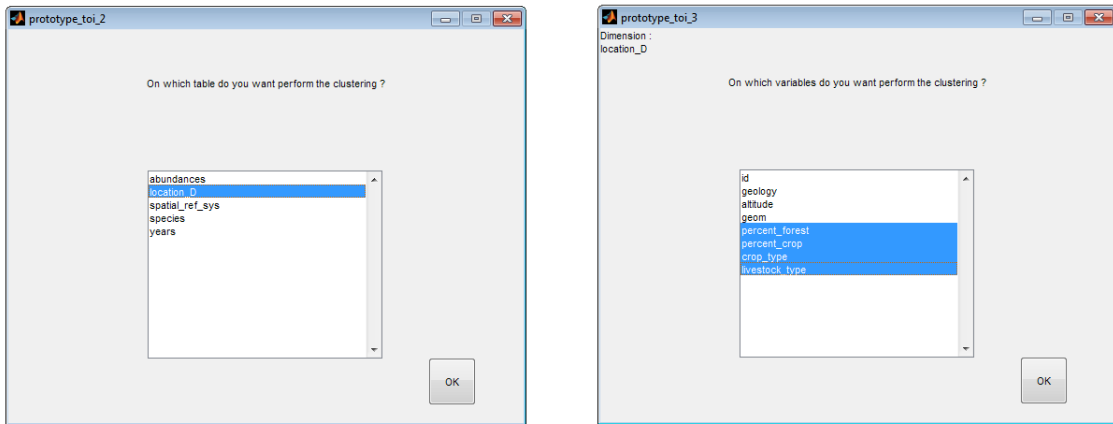 prototype_toi_2
On which table do you want perform the clustering ?
abundances
location_D
spatial_ref_sys
species
years
OK
prototype_toi_3
Dimension :
location_D
On which variables do you want perform the clustering ?
id
geology
altitude
geom
percent_forest
percent_crop
crop_type
livestock_type
OK